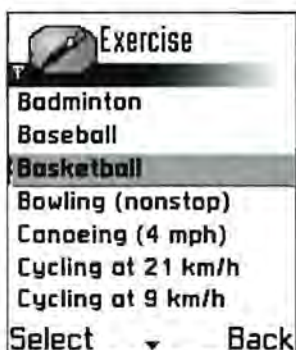 Exercise
T
Badminton
Baseball
Basketball
Bowling (nonstop)
Canoeing (4 mph)
Cycling at 21 km/h
Cycling at 9 km/h
Select Back